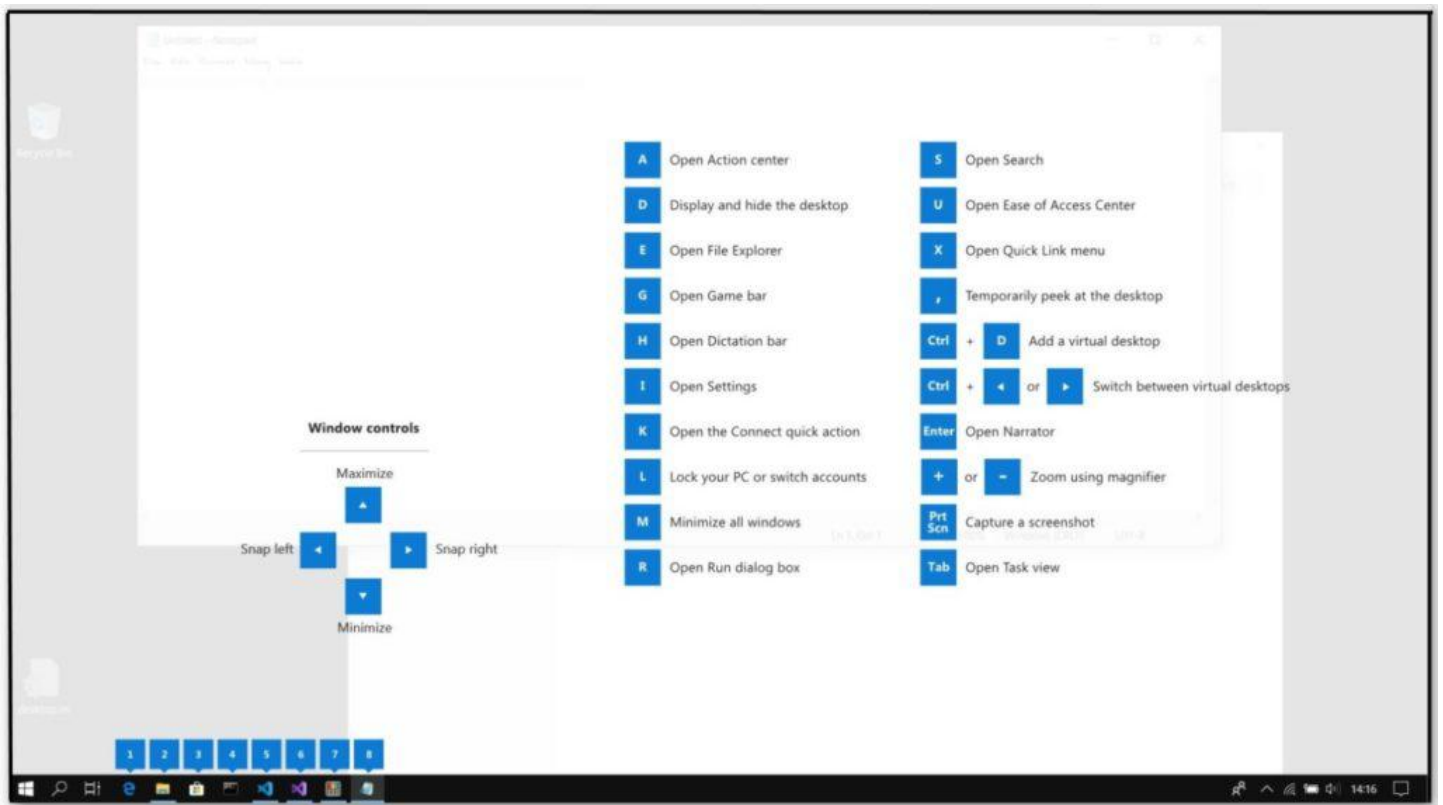 Untitled - Notepad
Recycle Bin
A Open Action center
D Display and hide the desktop
E Open File Explorer
G Open Game bar
H Open Dictation bar
I Open Settings
K Open the Connect quick action
L Lock your PC or switch accounts
M Minimize all windows
R Open Run dialog box
S Open Search
U Open Ease of Access Center
X Open Quick Link menu
, Temporarily peek at the desktop
Ctrl + D Add a virtual desktop
Ctrl + or Switch between virtual desktops
Enter Open Narrator
+ or - Zoom using magnifier
Prt Scn Capture a screenshot
Tab Open Task view
Window controls
Maximize
Snap left Snap right
Minimize
1 2 3 4 5 6 7 8
14:16